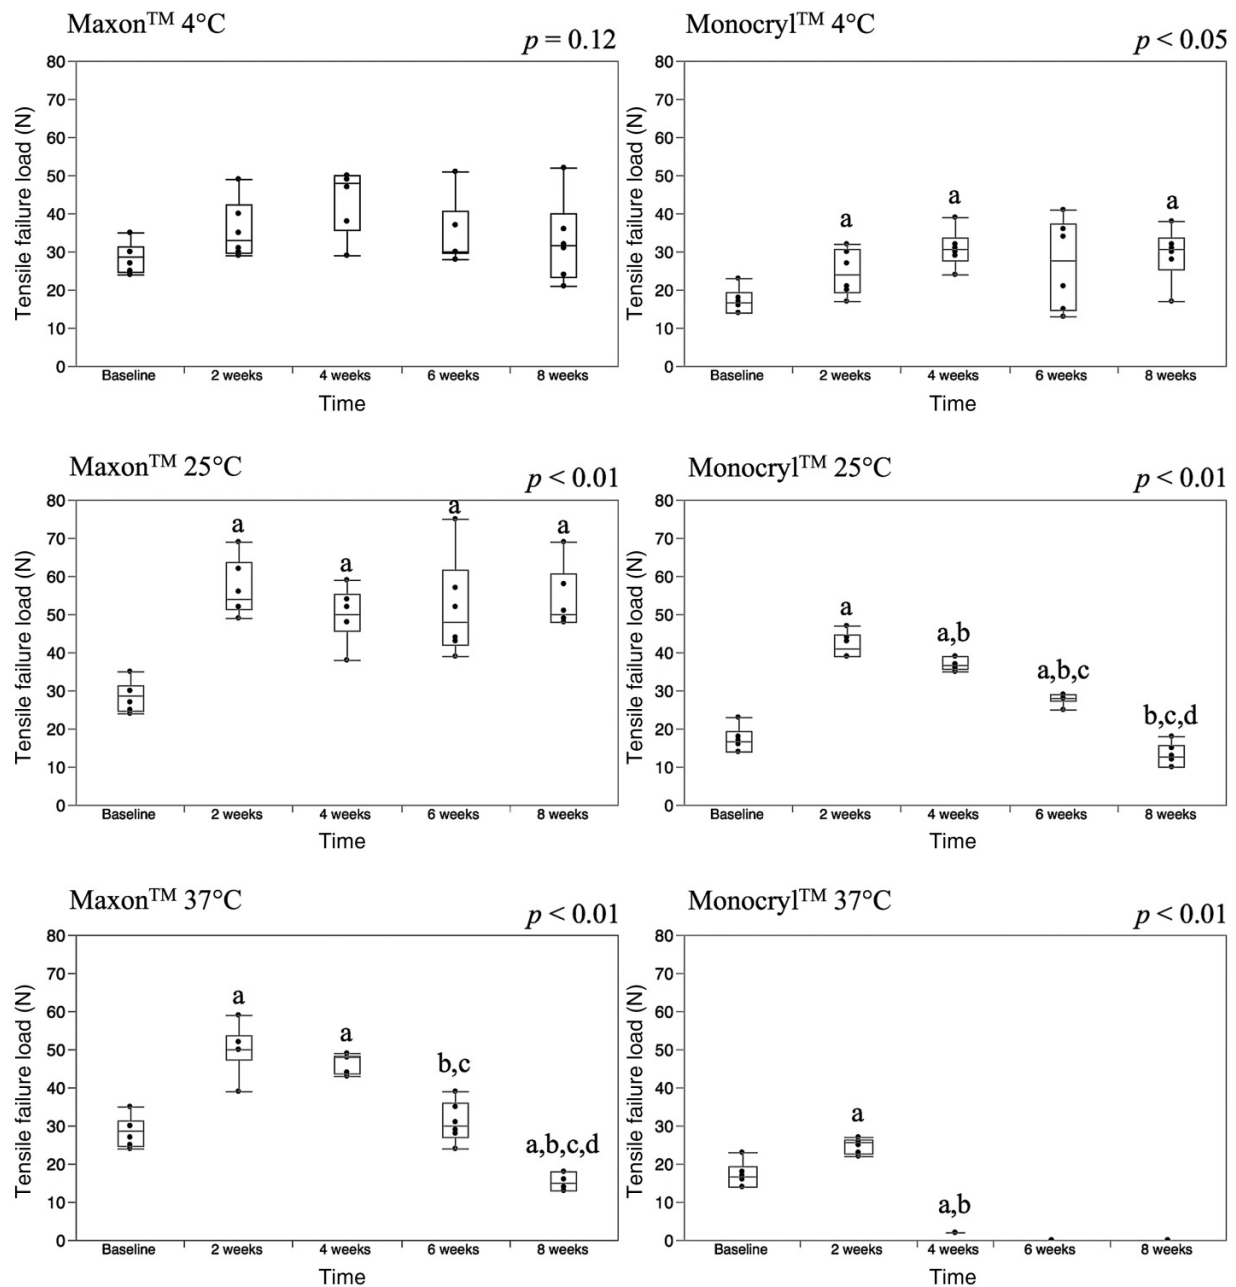 Maxon™ 4°C
p = 0.12
Tensile failure load (N)
80
70
60
50
40
30
20
10
0
Baseline 2 weeks 4 weeks 6 weeks 8 weeks
Time
Monocryl™ 4°C
p < 0.05
Tensile failure load (N)
80
70
60
50
40
30
20
10
0
a
a
a
Baseline 2 weeks 4 weeks 6 weeks 8 weeks
Time
Maxon™ 25°C
p < 0.01
Tensile failure load (N)
80
70
60
50
40
30
20
10
0
a
a
a
a
Baseline 2 weeks 4 weeks 6 weeks 8 weeks
Time
Monocryl™ 25°C
p < 0.01
Tensile failure load (N)
80
70
60
50
40
30
20
10
0
a
a,b
a,b,c
b,c,d
Baseline 2 weeks 4 weeks 6 weeks 8 weeks
Time
Maxon™ 37°C
p < 0.01
Tensile failure load (N)
80
70
60
50
40
30
20
10
0
a
a
b,c
a,b,c,d
Baseline 2 weeks 4 weeks 6 weeks 8 weeks
Time
Monocryl™ 37°C
p < 0.01
Tensile failure load (N)
80
70
60
50
40
30
20
10
0
a
a,b
Baseline 2 weeks 4 weeks 6 weeks 8 weeks
Time